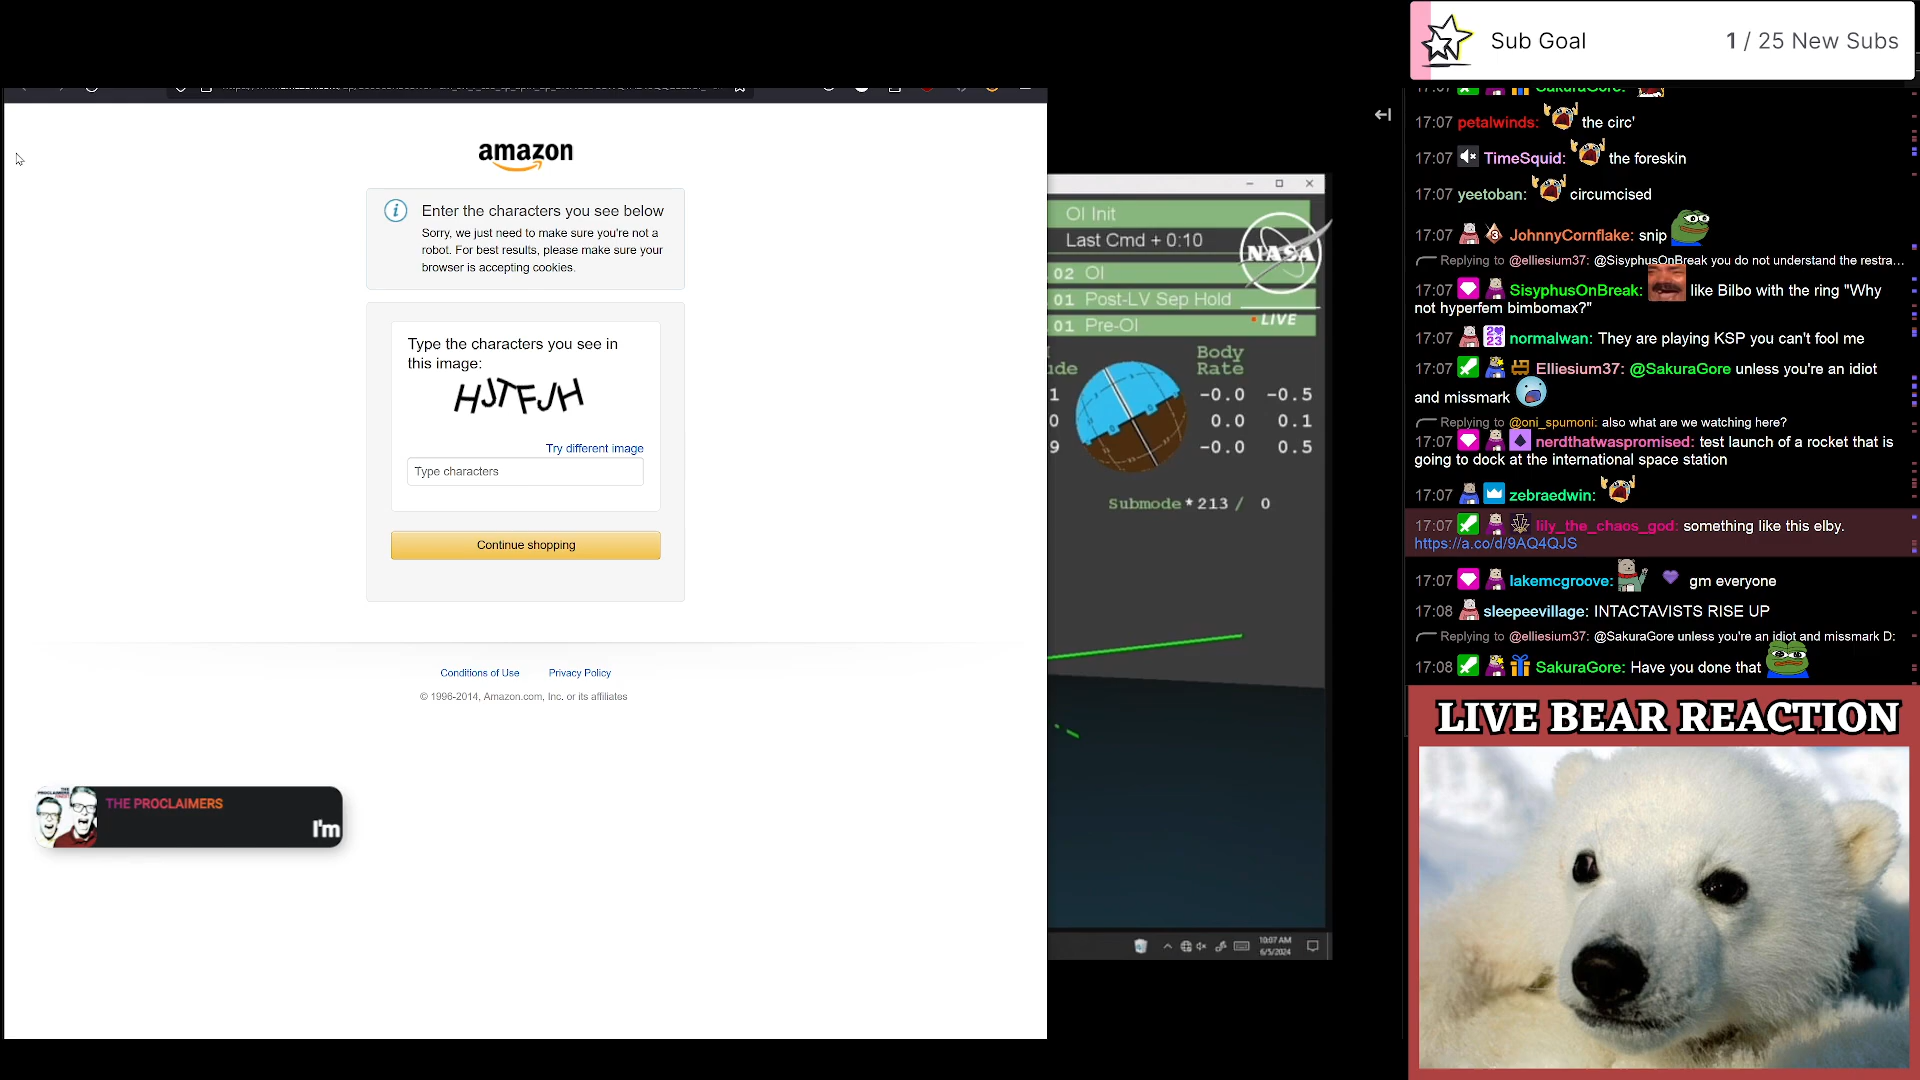 Sub Goal 1 / 25 New Subs
amazon
Enter the characters you see below
Sorry, we just need to make sure you're not a
robot. For best results, please make sure your
browser is accepting cookies.
Type the characters you see in
this image:
HJTFJH
Try different image
Type characters
Continue shopping
Conditions of Use Privacy Policy
© 1996-2014, Amazon.com, Inc. or its affiliates
THE PROCLAIMERS
I'm
OI Init
Last Cmd + 0:10
NASA
02 OI
01 Post-LV Sep Hold
LIVE
01 Pre-OI
Body
Rate
-0.0 -0.5
0.0 0.1
9 -0.0 0.5
Submode * 213 / 0
10:07 AM
6/5/2024
SakuraGore:
17:07 petalwinds: the circ'
17:07 TimeSquid: the foreskin
17:07 yeetoban: circumcised
17:07 JohnnyCornflake: snip
Replying to @elliesium37: @SisyphusOnBreak you do not understand the restra...
17:07 SisyphusOnBreak: like Bilbo with the ring "Why
not hyperfem bimbomax?"
17:07 normalwan: They are playing KSP you can't fool me
17:07 Elliesium37: @SakuraGore unless you're an idiot
and missmark
Replying to @oni_spumoni: also what are we watching here?
17:07 nerdthatwaspromised: test launch of a rocket that is
going to dock at the international space station
17:07 zebraedwin:
17:07 lily_the_chaos_god: something like this elby.
https://a.co/d/9AQ4QJS
17:07 lakemcgroove: gm everyone
17:08 sleepeevillage: INTACTAVISTS RISE UP
Replying to @elliesium37: @SakuraGore unless you're an idiot and missmark D:
17:08 SakuraGore: Have you done that
LIVE BEAR REACTION